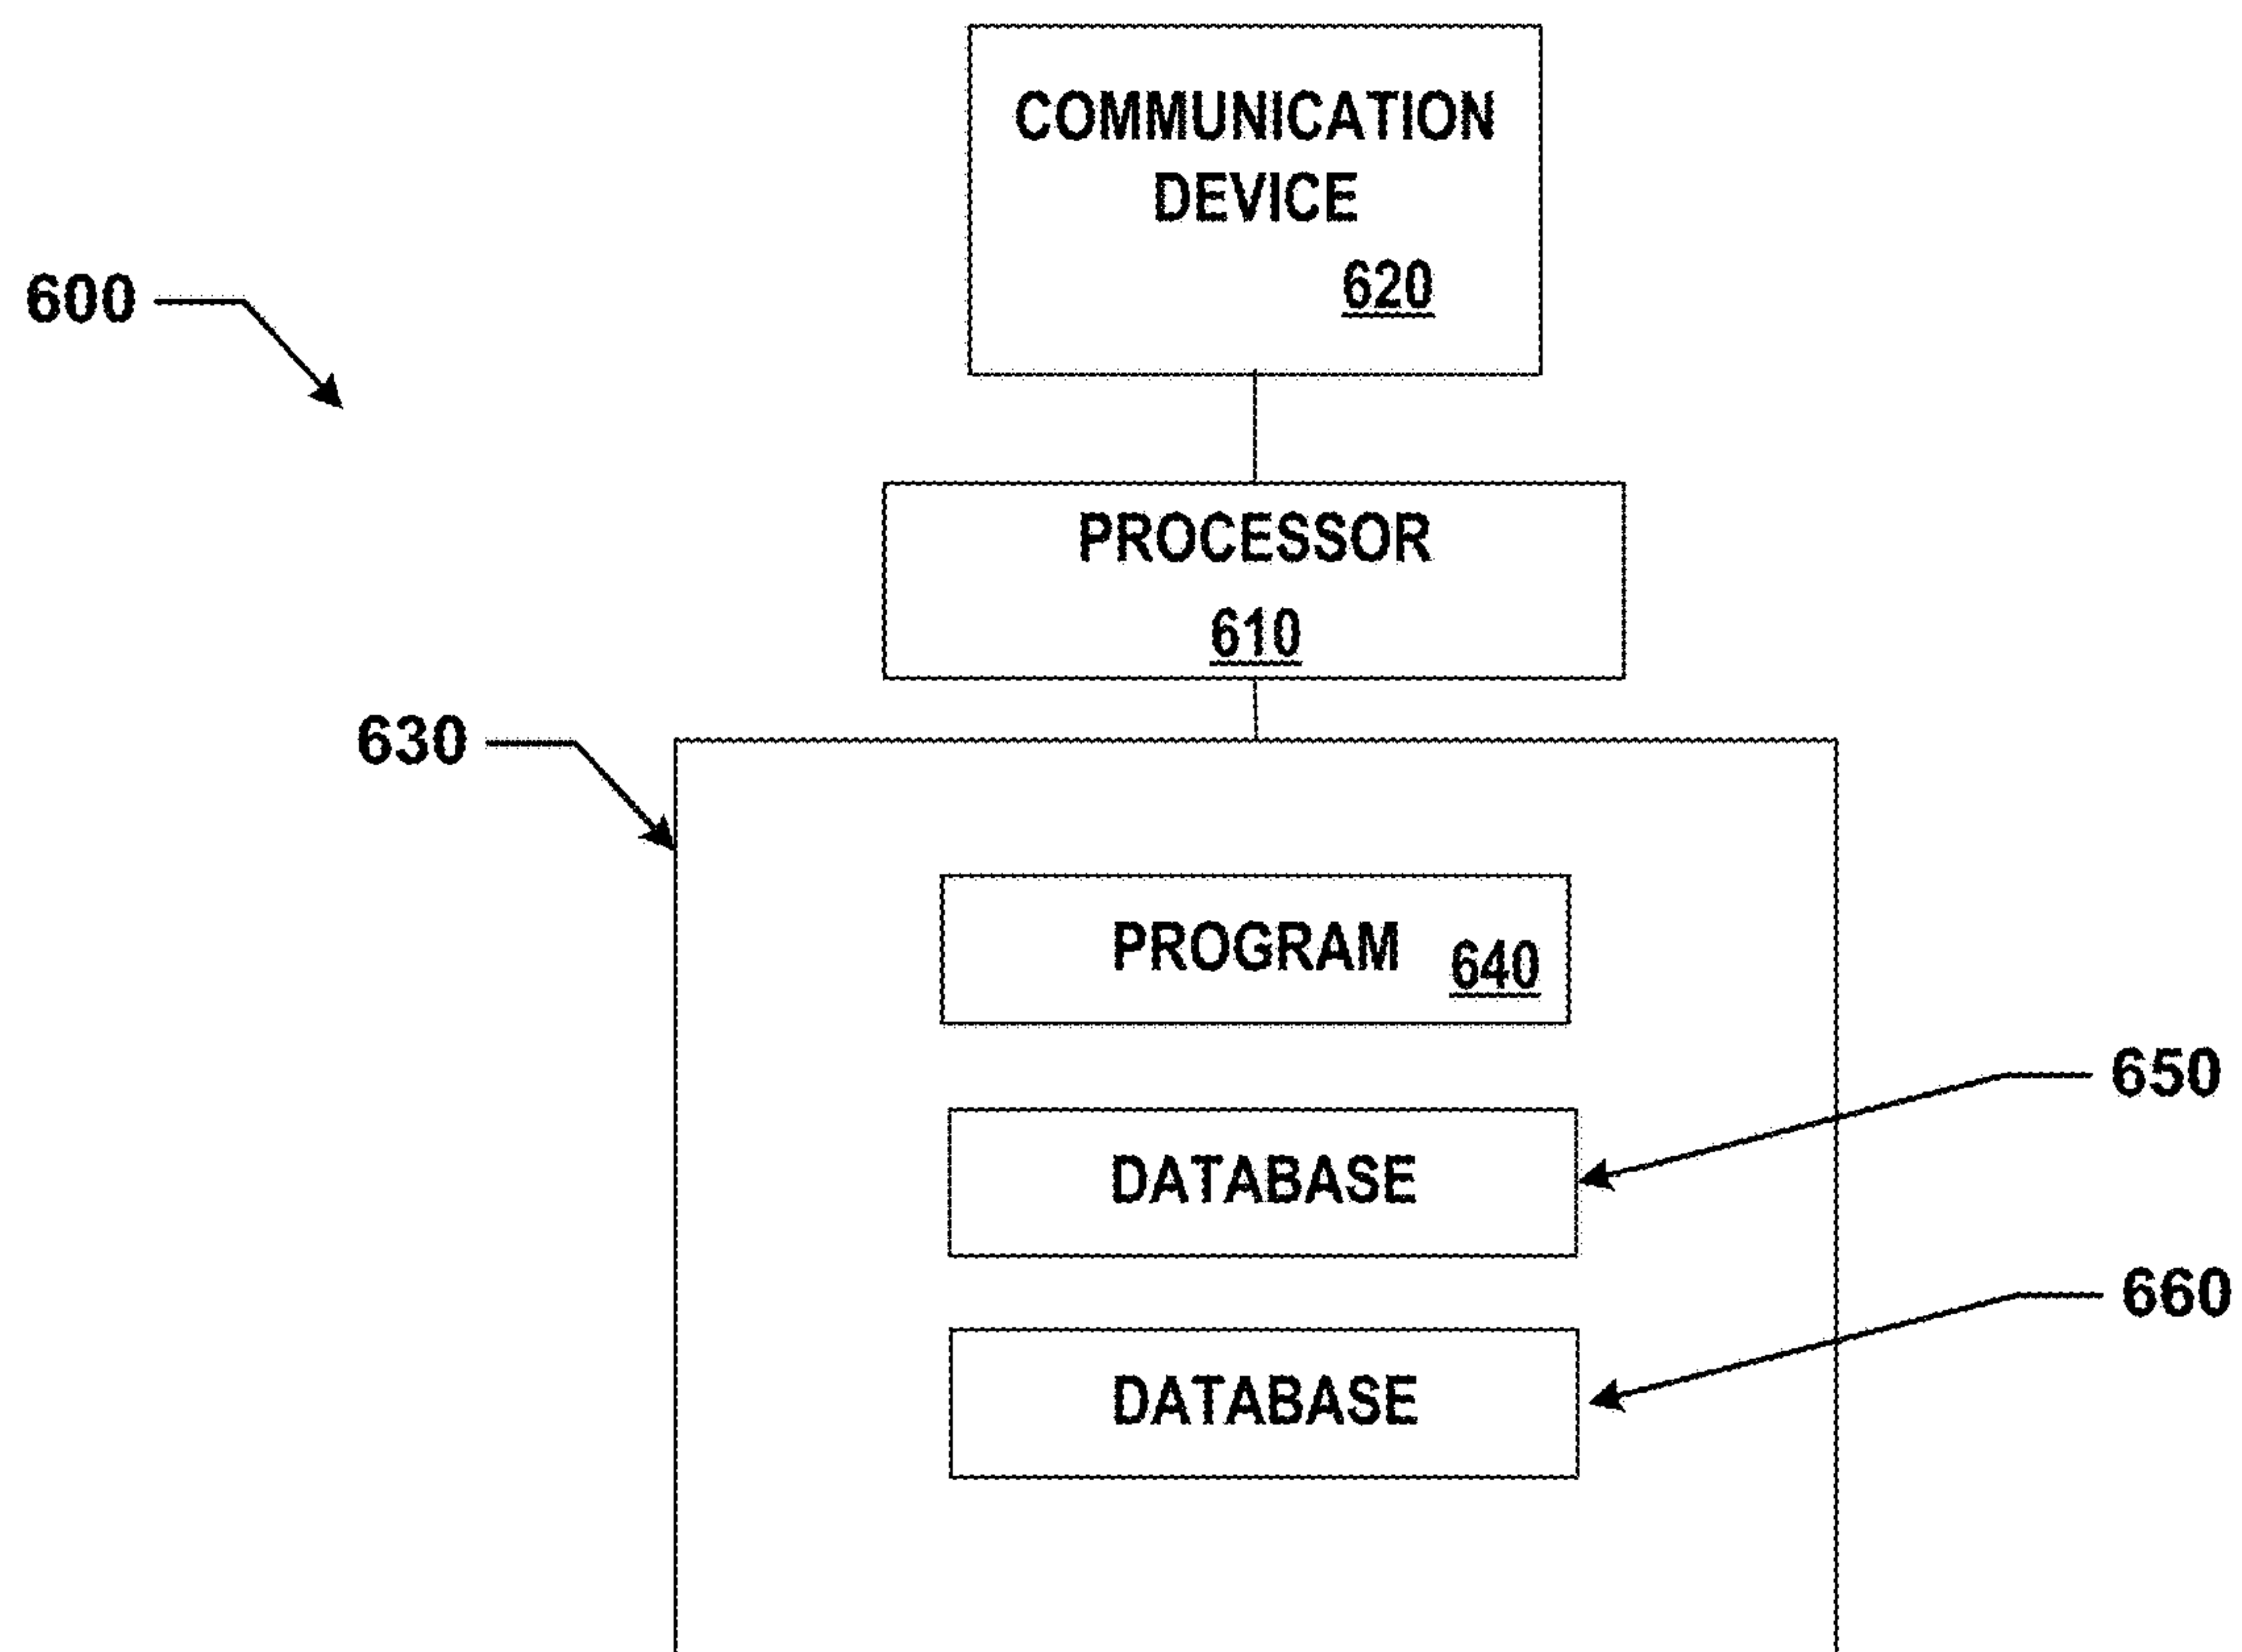 COMMUNICATION
DEVICE
620
600
PROCESSOR
610
630
PROGRAM 640
650
DATABASE
660
DATABASE